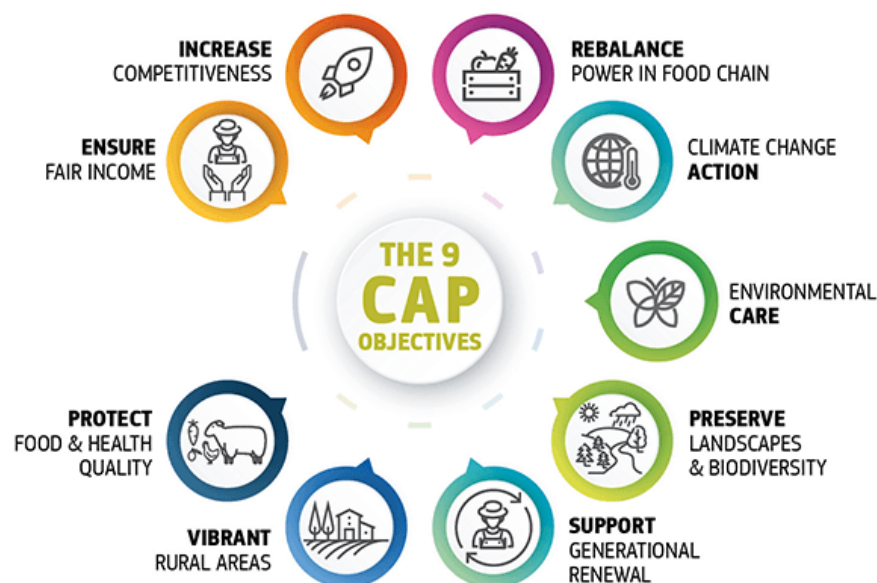 THE 9
CAP
OBJECTIVES
ENSURE
FAIR INCOME
INCREASE
COMPETITIVENESS
REBALANCE
POWER IN FOOD CHAIN
CLIMATE CHANGE
ACTION
ENVIRONMENTAL
CARE
PRESERVE
LANDSCAPES
& BIODIVERSITY
SUPPORT
GENERATIONAL
RENEWAL
VIBRANT
RURAL AREAS
PROTECT
FOOD & HEALTH
QUALITY